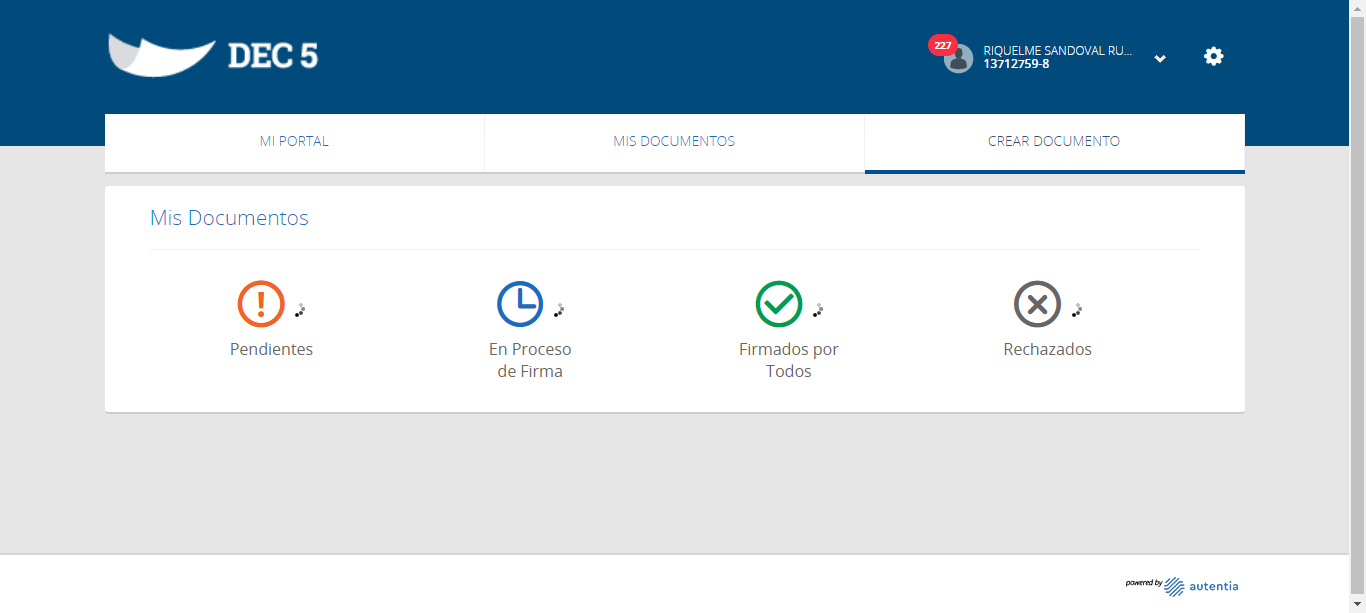 DEC 5
227
RIQUELME SANDOVAL RU...
13712759-8
MI PORTAL
MIS DOCUMENTOS
CREAR DOCUMENTO
Mis Documentos
Pendientes
En Proceso
de Firma
Firmados por
Todos
Rechazados
powered by
autentia